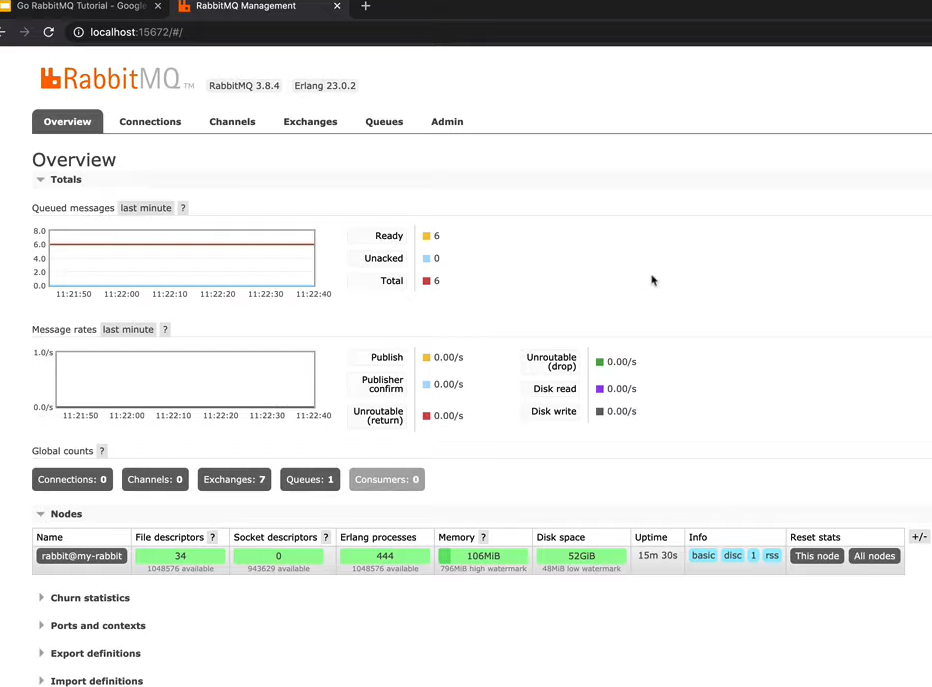 Go RabbitMQ Tutorial - Google
RabbitMQ Management
localhost:15672/#/
RabbitMQ TM RabbitMQ 3.8.4 Erlang 23.0.2
Overview Connections Channels Exchanges Queues Admin
Overview
Totals
Queued messages last minute ?
8.0
6.0
4.0
2.0
0.0
11:21:50 11:22:00 11:22:10 11:22:20 11:22:30 11:22:40
Ready 6
Unacked 0
Total 6
Message rates last minute ?
1.0/s
0.0/s
11:21:50 11:22:00 11:22:10 11:22:20 11:22:30 11:22:40
Publish 0.00/s
Publisher confirm 0.00/s
Unroutable (return) 0.00/s
Unroutable (drop) 0.00/s
Disk read 0.00/s
Disk write 0.00/s
Global counts ?
Connections: 0 Channels: 0 Exchanges: 7 Queues: 1 Consumers: 0
Nodes
Name File descriptors ? Socket descriptors ? Erlang processes Memory ? Disk space Uptime Info Reset stats +/-
rabbit@my-rabbit 34 0 444 106MiB 52GiB 15m 30s basic disc 1 rss This node All nodes
1048576 available 943629 available 1048576 available 796MiB high watermark 48MiB low watermark
Churn statistics
Ports and contexts
Export definitions
Import definitions